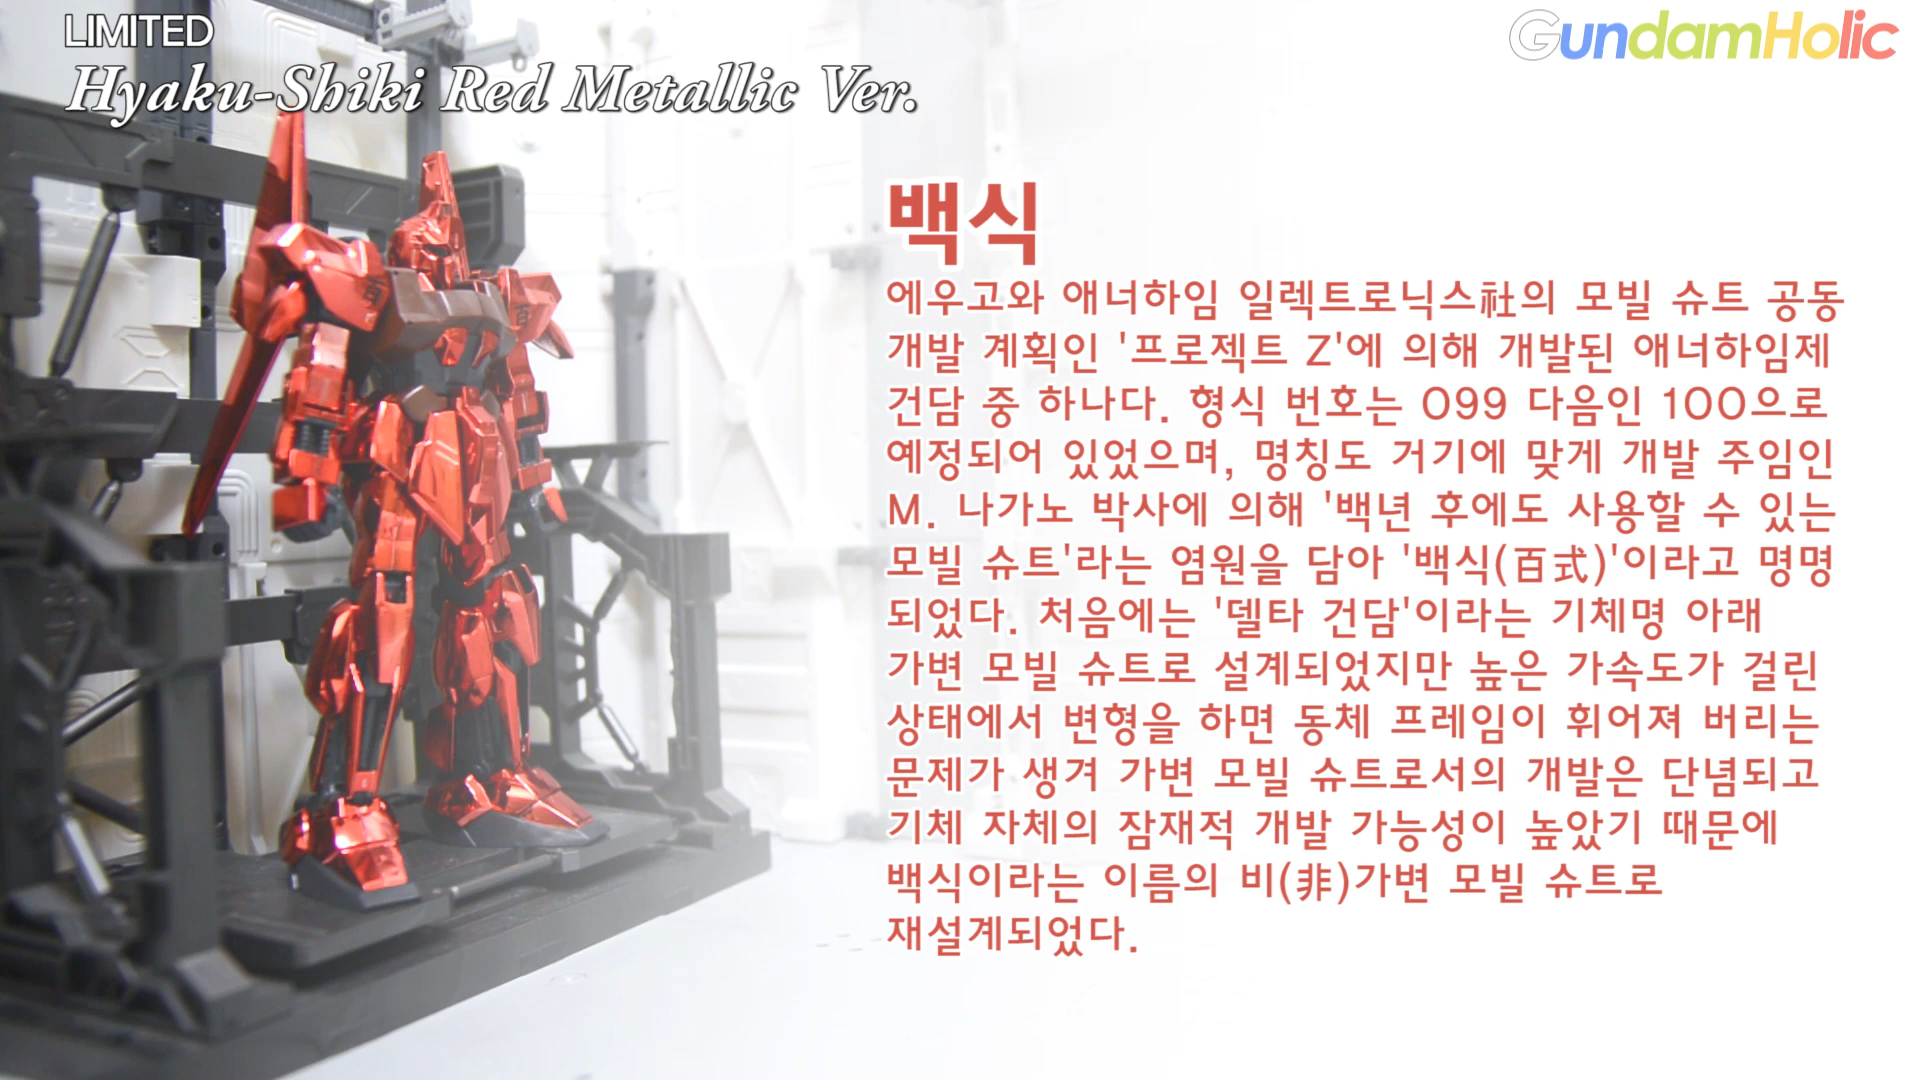 LIMITED
Hyaku-Shiki Red Metallic Ver.
GundamHolic
백식
에우고와 애너하임 일렉트로닉스社의 모빌 슈트 공동
개발 계획인 '프로젝트 Z'에 의해 개발된 애너하임제
건담 중 하나다. 형식 번호는 099 다음인 100으로
예정되어 있었으며, 명칭도 거기에 맞게 개발 주임인
M. 나가노 박사에 의해 '백년 후에도 사용할 수 있는
모빌 슈트'라는 염원을 담아 '백식(百式)'이라고 명명
되었다. 처음에는 '델타 건담'이라는 기체명 아래
가변 모빌 슈트로 설계되었지만 높은 가속도가 걸린
상태에서 변형을 하면 동체 프레임이 휘어져 버리는
문제가 생겨 가변 모빌 슈트로서의 개발은 단념되고
기체 자체의 잠재적 개발 가능성이 높았기 때문에
백식이라는 이름의 비(非)가변 모빌 슈트로
재설계되었다.
百
百